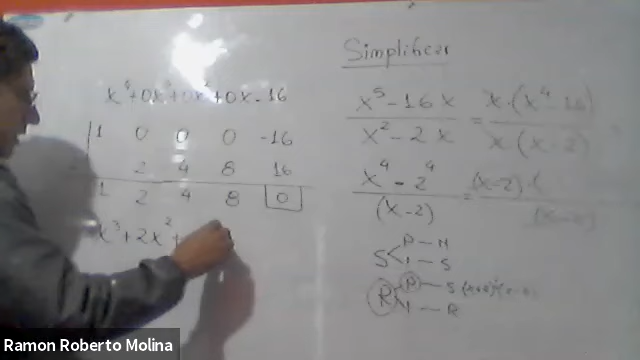 Simplificar
x⁴+0x³+0x²+0x-16
1 0 0 0 -16
2 4 8 16
1 2 4 8 0
x³+2x²+
x⁵-16x / x²-2x = x·(x⁴-16) / x·(x-2)
x⁴-2⁴ / (x-2) = (x-2)·(
S P - N
I - S
R P - S
I - R
Ramon Roberto Molina